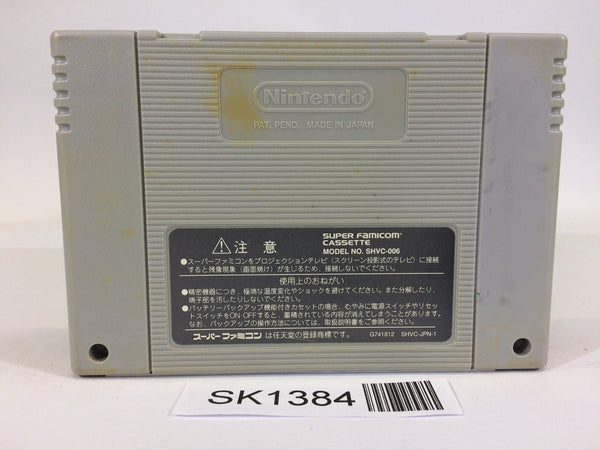 Nintendo
PAT. PEND. MADE IN JAPAN
⚠注意
SUPER FAMICOM
CASSETTE
MODEL NO. SHVC-006
●スーパーファミコンをプロジェクションテレビ(スクリーン投影式のテレビ)に接続
すると残像現象(画面焼け)が生じるため、接続しないでください。
使用上のおねがい
●精密機器につき、極端な温度変化やショックを避けてください。また分解したり、
端子部を汚したりしないでください。
●バッテリーバックアップ機能付きカセットの場合、むやみに電源スイッチやリセッ
トスイッチをON・OFFすると、蓄積されている内容が消えてしまうことがあります。
なお、バックアップの操作方法については、取扱説明書をご参照ください。
スーパーファミコン は任天堂の登録商標です。 G741812 SHVC-JPN-1
SK1384